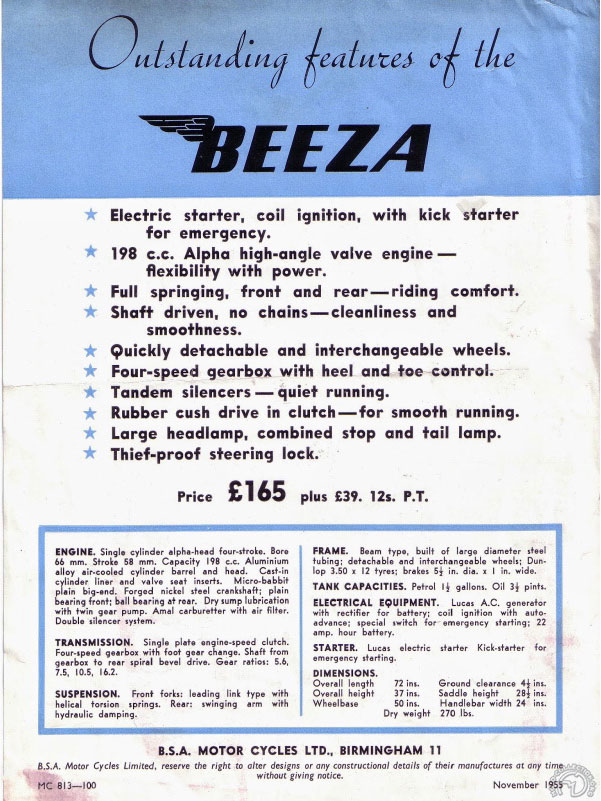 Outstanding features of the
BEEZA
★ Electric starter, coil ignition, with kick starter
for emergency.
★ 198 c.c. Alpha high-angle valve engine —
flexibility with power.
★ Full springing, front and rear — riding comfort.
★ Shaft driven, no chains — cleanliness and
smoothness.
★ Quickly detachable and interchangeable wheels.
★ Four-speed gearbox with heel and toe control.
★ Tandem silencers — quiet running.
★ Rubber cush drive in clutch — for smooth running.
★ Large headlamp, combined stop and tail lamp.
★ Thief-proof steering lock.
Price £165 plus £39. 12s. P.T.
ENGINE. Single cylinder alpha-head four-stroke. Bore
66 mm. Stroke 58 mm. Capacity 198 c.c. Aluminium
alloy air-cooled cylinder barrel and head. Cast-in
cylinder liner and valve seat inserts. Micro-babbit
plain big-end. Forged nickel steel crankshaft; plain
bearing front; ball bearing at rear. Dry sump lubrication
with twin gear pump. Amal carburetter with air filter.
Double silencer system.
TRANSMISSION. Single plate engine-speed clutch.
Four-speed gearbox with foot gear change. Shaft from
gearbox to rear spiral bevel drive. Gear ratios: 5.6,
7.5, 10.5, 16.2.
SUSPENSION. Front forks: leading link type with
helical torsion springs. Rear: swinging arm with
hydraulic damping.
FRAME. Beam type, built of large diameter steel
tubing; detachable and interchangeable wheels; Dun-
lop 3.50 x 12 tyres; brakes 5½ in. dia. x 1 in. wide.
TANK CAPACITIES. Petrol 1½ gallons. Oil 3½ pints.
ELECTRICAL EQUIPMENT. Lucas A.C. generator
with rectifier for battery; coil ignition with auto-
advance; special switch for emergency starting; 22
amp. hour battery.
STARTER. Lucas electric starter Kick-starter for
emergency starting.
DIMENSIONS.
Overall length 72 ins. Ground clearance 4½ ins.
Overall height 37 ins. Saddle height 28½ ins.
Wheelbase 50 ins. Handlebar width 24 ins.
Dry weight 270 lbs.
B.S.A. MOTOR CYCLES LTD., BIRMINGHAM 11
B.S.A. Motor Cycles Limited, reserve the right to alter designs or any constructional details of their manufactures at any time
without giving notice.
MC 813—100
November 1955